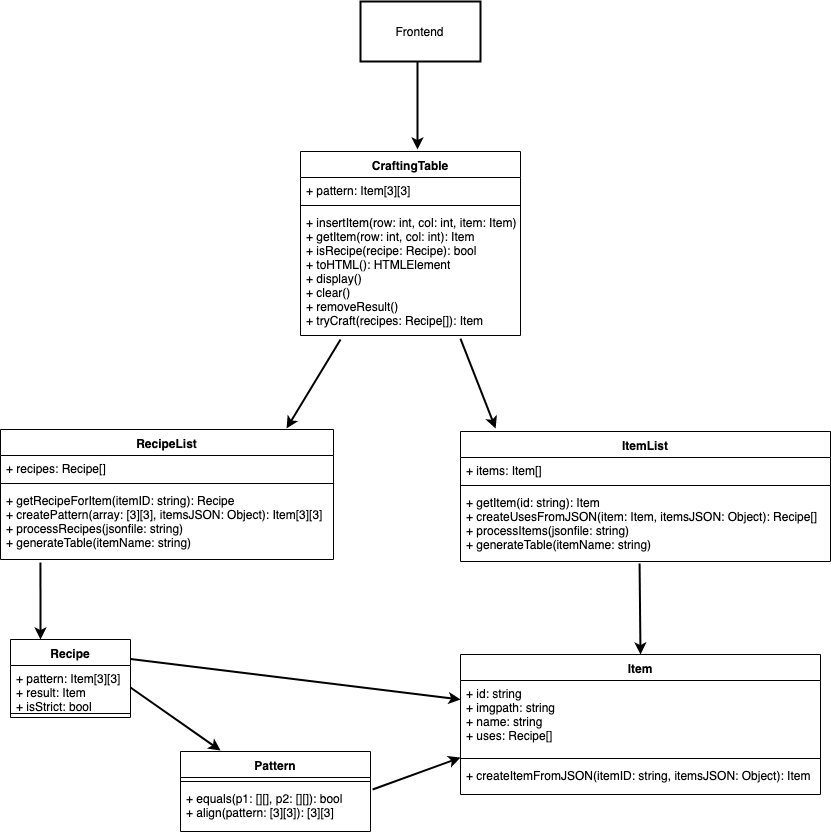 Frontend
CraftingTable
+ pattern: Item[3][3]
+ insertItem(row: int, col: int, item: Item)
+ getItem(row: int, col: int): Item
+ isRecipe(recipe: Recipe): bool
+ toHTML(): HTMLElement
+ display()
+ clear()
+ removeResult()
+ tryCraft(recipes: Recipe[]): Item
RecipeList
+ recipes: Recipe[]
+ getRecipeForItem(itemID: string): Recipe
+ createPattern(array: [3][3], itemsJSON: Object): Item[3][3]
+ processRecipes(jsonfile: string)
+ generateTable(itemName: string)
ItemList
+ items: Item[]
+ getItem(id: string): Item
+ createUsesFromJSON(item: Item, itemsJSON: Object): Recipe[]
+ processItems(jsonfile: string)
+ generateTable(itemName: string)
Recipe
+ pattern: Item[3][3]
+ result: Item
+ isStrict: bool
Item
+ id: string
+ imgpath: string
+ name: string
+ uses: Recipe[]
+ createItemFromJSON(itemID: string, itemsJSON: Object): Item
Pattern
+ equals(p1: [][], p2: [][]): bool
+ align(pattern: [3][3]): [3][3]